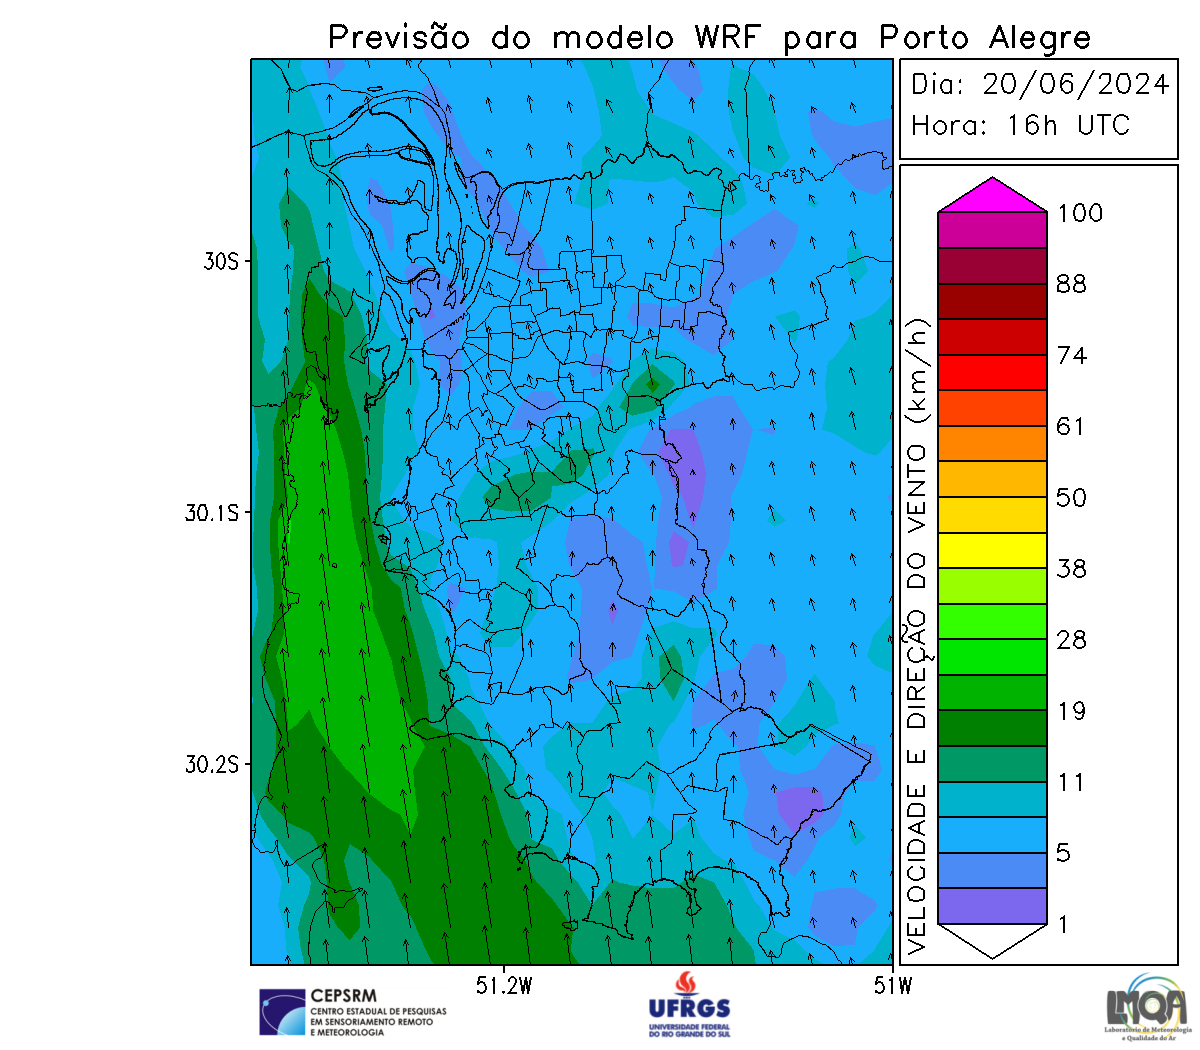 Previsão do modelo WRF para Porto Alegre
Dia: 20/06/2024
Hora: 16h UTC
30S
30.1S
30.2S
51.2W
51W
VELOCIDADE E DIREÇÃO DO VENTO (km/h)
100
88
74
61
50
38
28
19
11
5
1
CEPSRM
CENTRO ESTADUAL DE PESQUISAS
EM SENSORIAMENTO REMOTO
E METEOROLOGIA
UFRGS
UNIVERSIDADE FEDERAL
DO RIO GRANDE DO SUL
LMQA
Laboratório de Meteorologia
e Qualidade do Ar